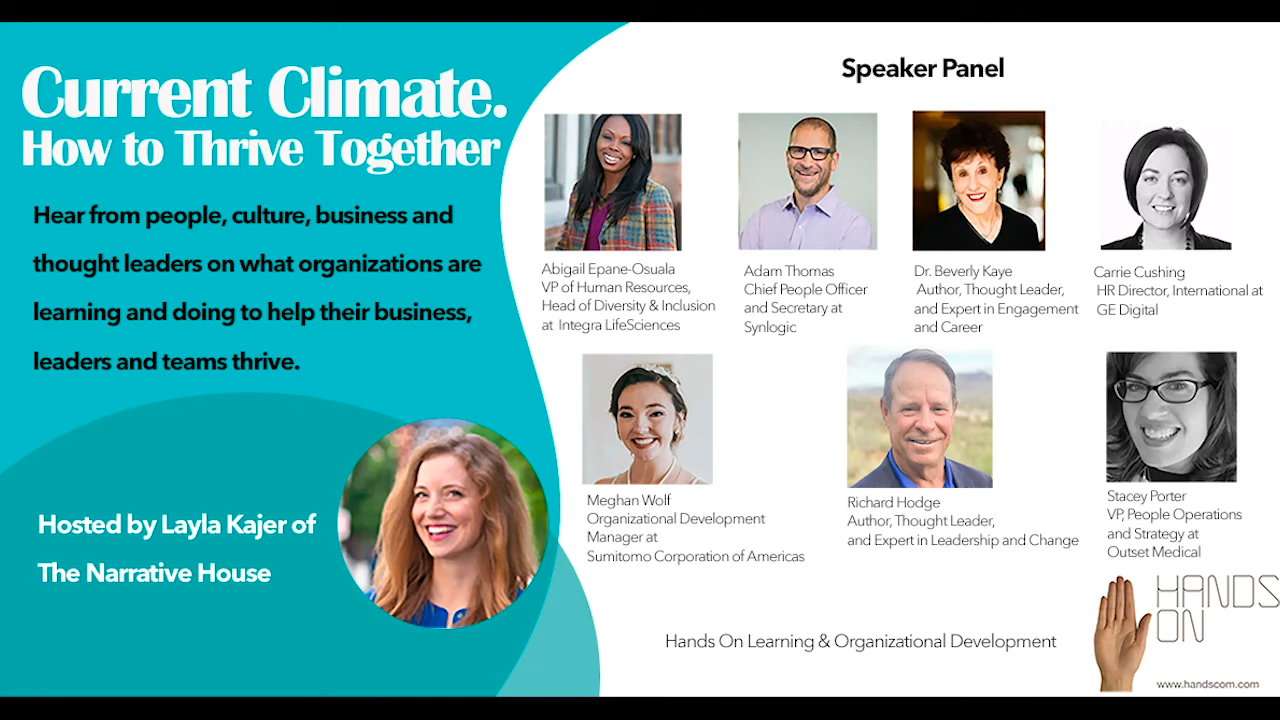 Current Climate.
How to Thrive Together
Hear from people, culture, business and
thought leaders on what organizations are
learning and doing to help their business,
leaders and teams thrive.
Hosted by Layla Kajer of
The Narrative House
Speaker Panel
Abigail Epane-Osuala
VP of Human Resources,
Head of Diversity & Inclusion
at Integra LifeSciences
Adam Thomas
Chief People Officer
and Secretary at
Synlogic
Dr. Beverly Kaye
Author, Thought Leader,
and Expert in Engagement
and Career
Carrie Cushing
HR Director, International at
GE Digital
Meghan Wolf
Organizational Development
Manager at
Sumitomo Corporation of Americas
Richard Hodge
Author, Thought Leader,
and Expert in Leadership and Change
Stacey Porter
VP, People Operations
and Strategy at
Outset Medical
Hands On Learning & Organizational Development
HANDS
ON
www.handscom.com